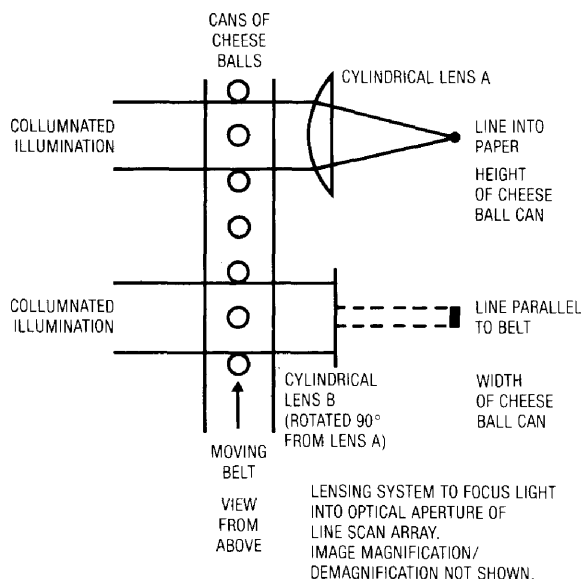 CANS OF
CHEESE
BALLS
CYLINDRICAL LENS A
COLLUMNATED
ILLUMINATION
LINE INTO
PAPER
HEIGHT
OF CHEESE
BALL CAN
COLLUMNATED
ILLUMINATION
LINE PARALLEL
TO BELT
WIDTH
OF CHEESE
BALL CAN
CYLINDRICAL
LENS B
(ROTATED 90°
FROM LENS A)
MOVING
BELT
VIEW
FROM
ABOVE
LENSING SYSTEM TO FOCUS LIGHT
INTO OPTICAL APERTURE OF
LINE SCAN ARRAY.
IMAGE MAGNIFICATION/
DEMAGNIFICATION NOT SHOWN.